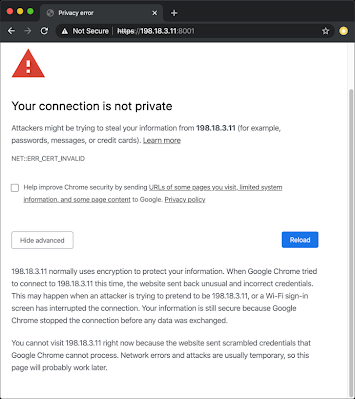 Privacy error
Not Secure | https://198.18.3.11:8001
Your connection is not private
Attackers might be trying to steal your information from 198.18.3.11 (for example,
passwords, messages, or credit cards). Learn more
NET::ERR_CERT_INVALID
Help improve Chrome security by sending URLs of some pages you visit, limited system
information, and some page content to Google. Privacy policy
Hide advanced
Reload
198.18.3.11 normally uses encryption to protect your information. When Google Chrome tried
to connect to 198.18.3.11 this time, the website sent back unusual and incorrect credentials.
This may happen when an attacker is trying to pretend to be 198.18.3.11, or a Wi-Fi sign-in
screen has interrupted the connection. Your information is still secure because Google
Chrome stopped the connection before any data was exchanged.
You cannot visit 198.18.3.11 right now because the website sent scrambled credentials that
Google Chrome cannot process. Network errors and attacks are usually temporary, so this
page will probably work later.